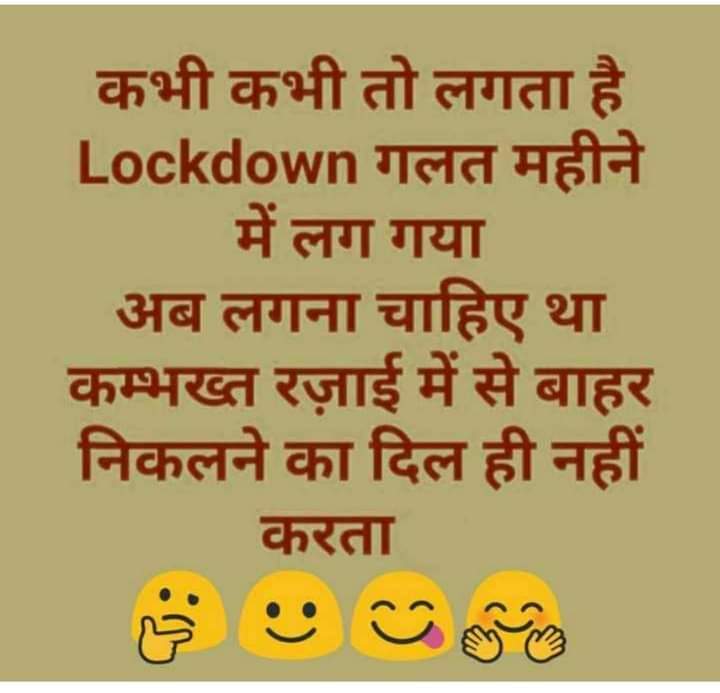 कभी कभी तो लगता है
Lockdown गलत महीने
में लग गया
अब लगना चाहिए था
कम्भख्त रज़ाई में से बाहर
निकलने का दिल ही नहीं
करता